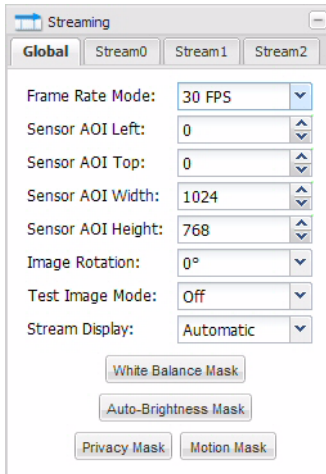 Streaming
Global Stream0 Stream1 Stream2
Frame Rate Mode: 30 FPS
Sensor AOI Left: 0
Sensor AOI Top: 0
Sensor AOI Width: 1024
Sensor AOI Height: 768
Image Rotation: 0°
Test Image Mode: Off
Stream Display: Automatic
White Balance Mask
Auto-Brightness Mask
Privacy Mask Motion Mask